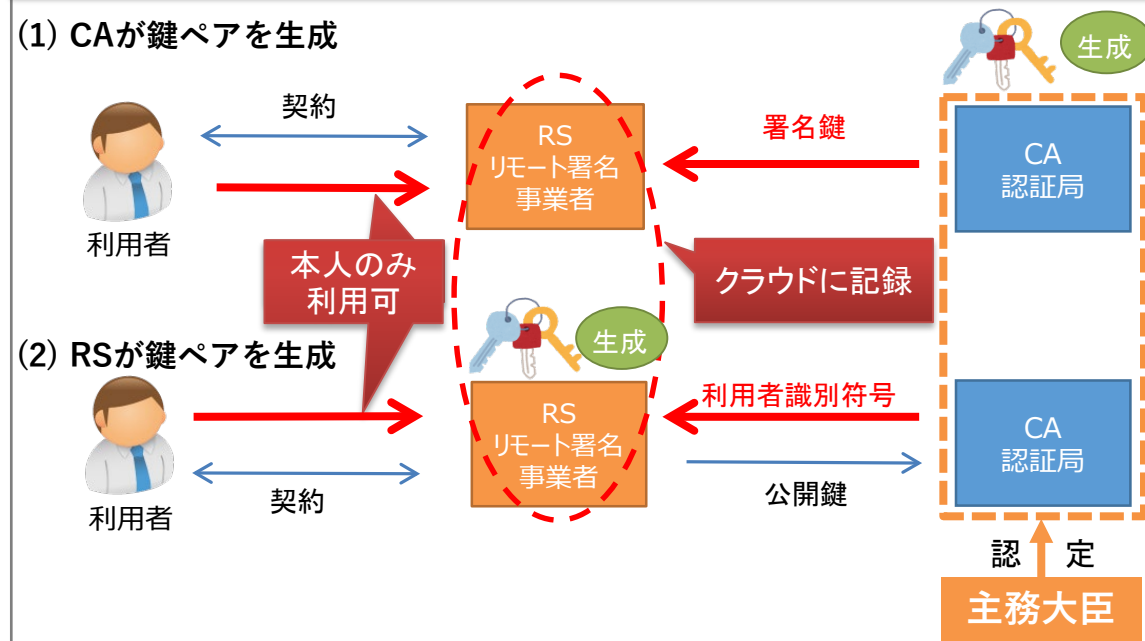 (1) CAが鍵ペアを生成
生成
契約
RS
リモート署名
事業者
署名鍵
CA
認証局
利用者
本人のみ
利用可
クラウドに記録
生成
(2) RSが鍵ペアを生成
RS
リモート署名
事業者
利用者識別符号
CA
認証局
契約
公開鍵
利用者
認 定
主務大臣